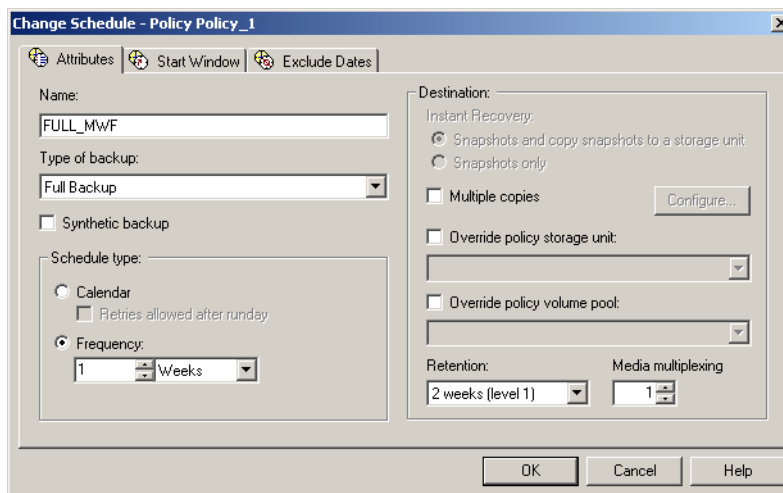 Change Schedule - Policy Policy_1
Attributes
Start Window
Exclude Dates
Name:
FULL_MWF
Type of backup:
Full Backup
Synthetic backup
Schedule type:
Calendar
Retries allowed after runday
Frequency:
1 Weeks
Destination:
Instant Recovery:
Snapshots and copy snapshots to a storage unit
Snapshots only
Multiple copies
Configure...
Override policy storage unit:
Override policy volume pool:
Retention:
Media multiplexing
2 weeks (level 1)
1
OK
Cancel
Help